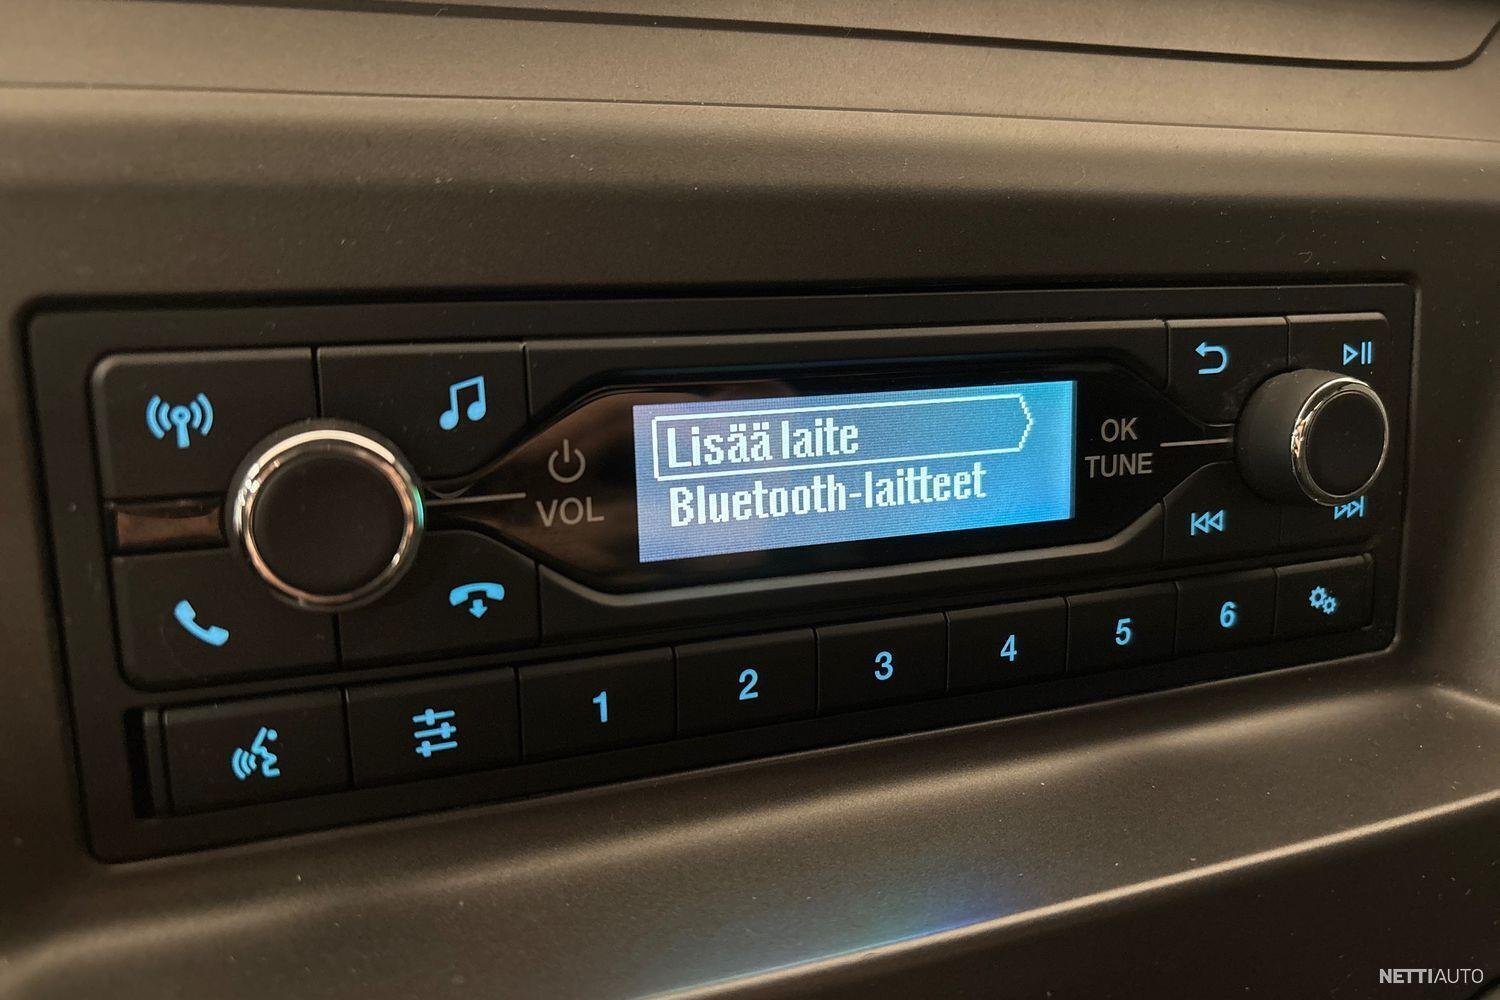 Lisää laite
Bluetooth-laitteet
VOL
OK
TUNE
1
2
3
4
5
6
NETTIAUTO